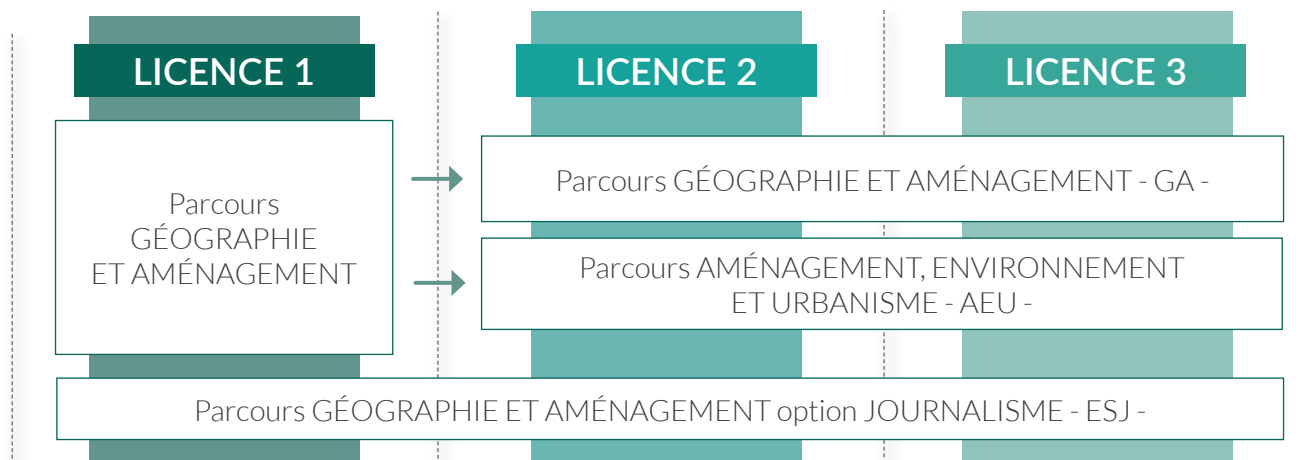 LICENCE 1
LICENCE 2
LICENCE 3
Parcours
GÉOGRAPHIE
ET AMÉNAGEMENT
Parcours GÉOGRAPHIE ET AMÉNAGEMENT - GA -
Parcours AMÉNAGEMENT, ENVIRONNEMENT
ET URBANISME - AEU -
Parcours GÉOGRAPHIE ET AMÉNAGEMENT option JOURNALISME - ESJ -